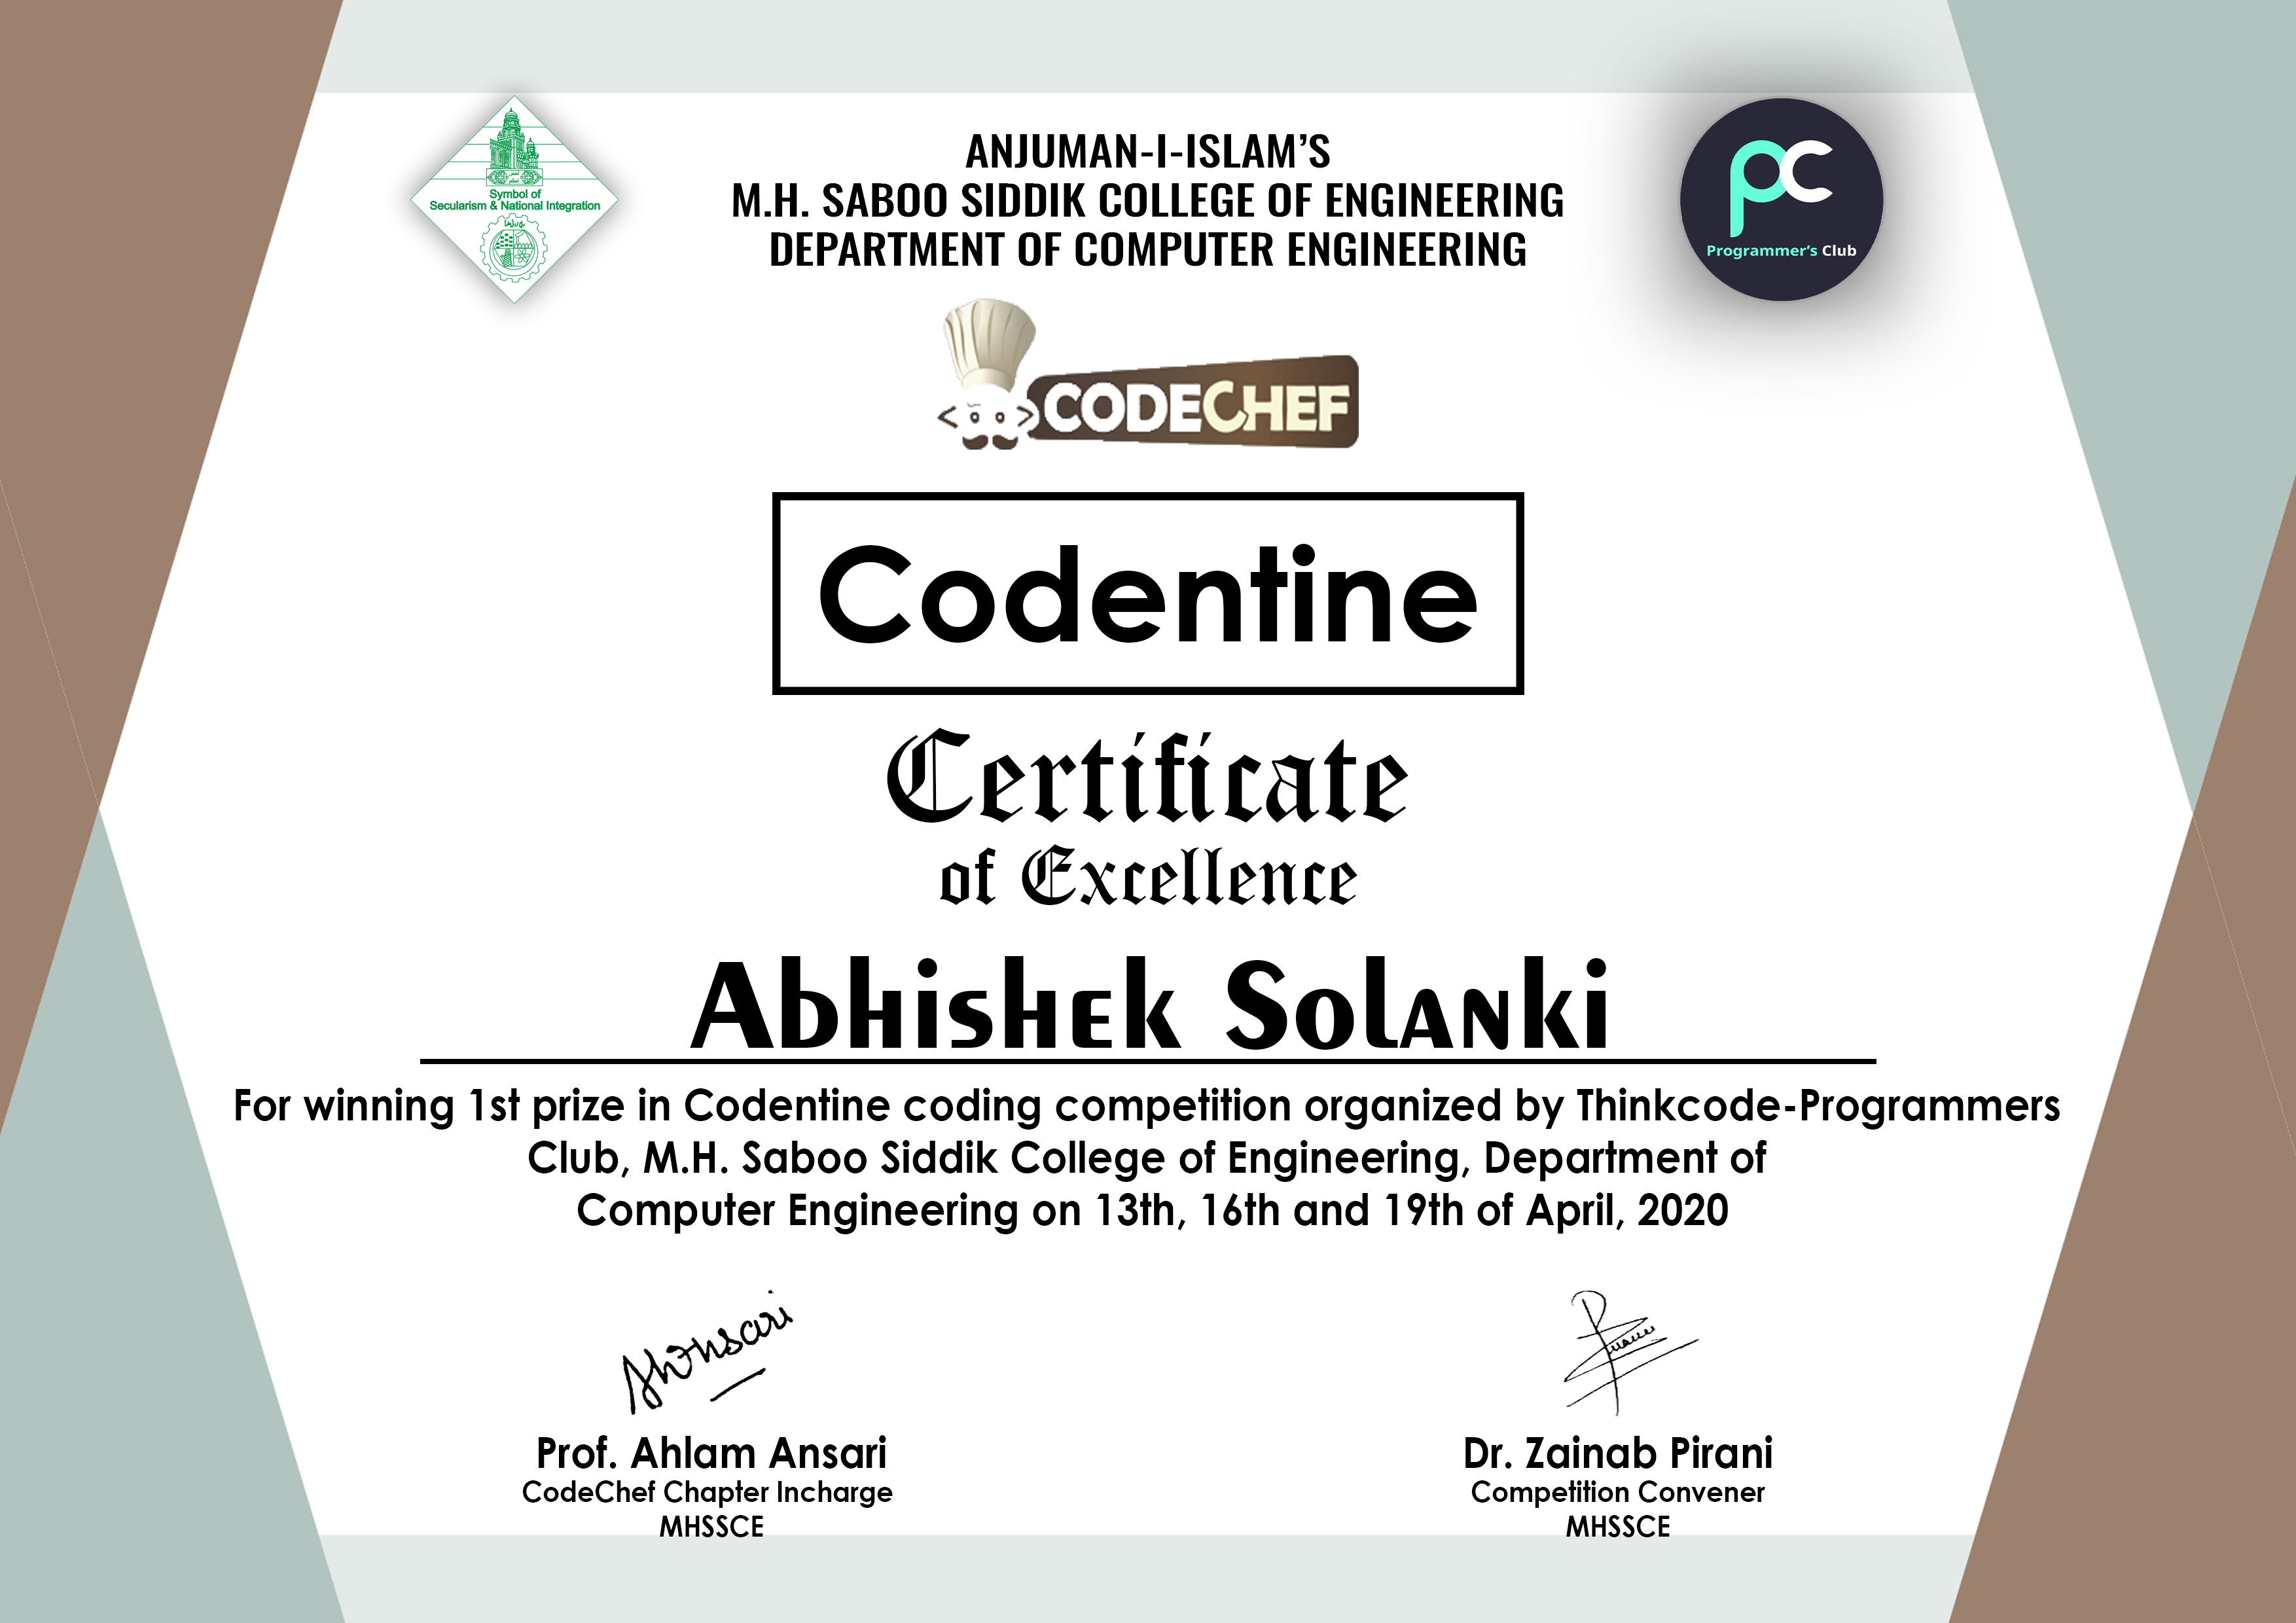 ANJUMAN-I-ISLAM’S
M.H. SABOO SIDDIK COLLEGE OF ENGINEERING
DEPARTMENT OF COMPUTER ENGINEERING
Symbol of
Secularism & National Integration
pc
Programmer’s Club
CODECHEF
Codentine
Certificate
of Excellence
Abhishek Solanki
For winning 1st prize in Codentine coding competition organized by Thinkcode-Programmers
Club, M.H. Saboo Siddik College of Engineering, Department of
Computer Engineering on 13th, 16th and 19th of April, 2020
Prof. Ahlam Ansari
CodeChef Chapter Incharge
MHSSCE
Dr. Zainab Pirani
Competition Convener
MHSSCE